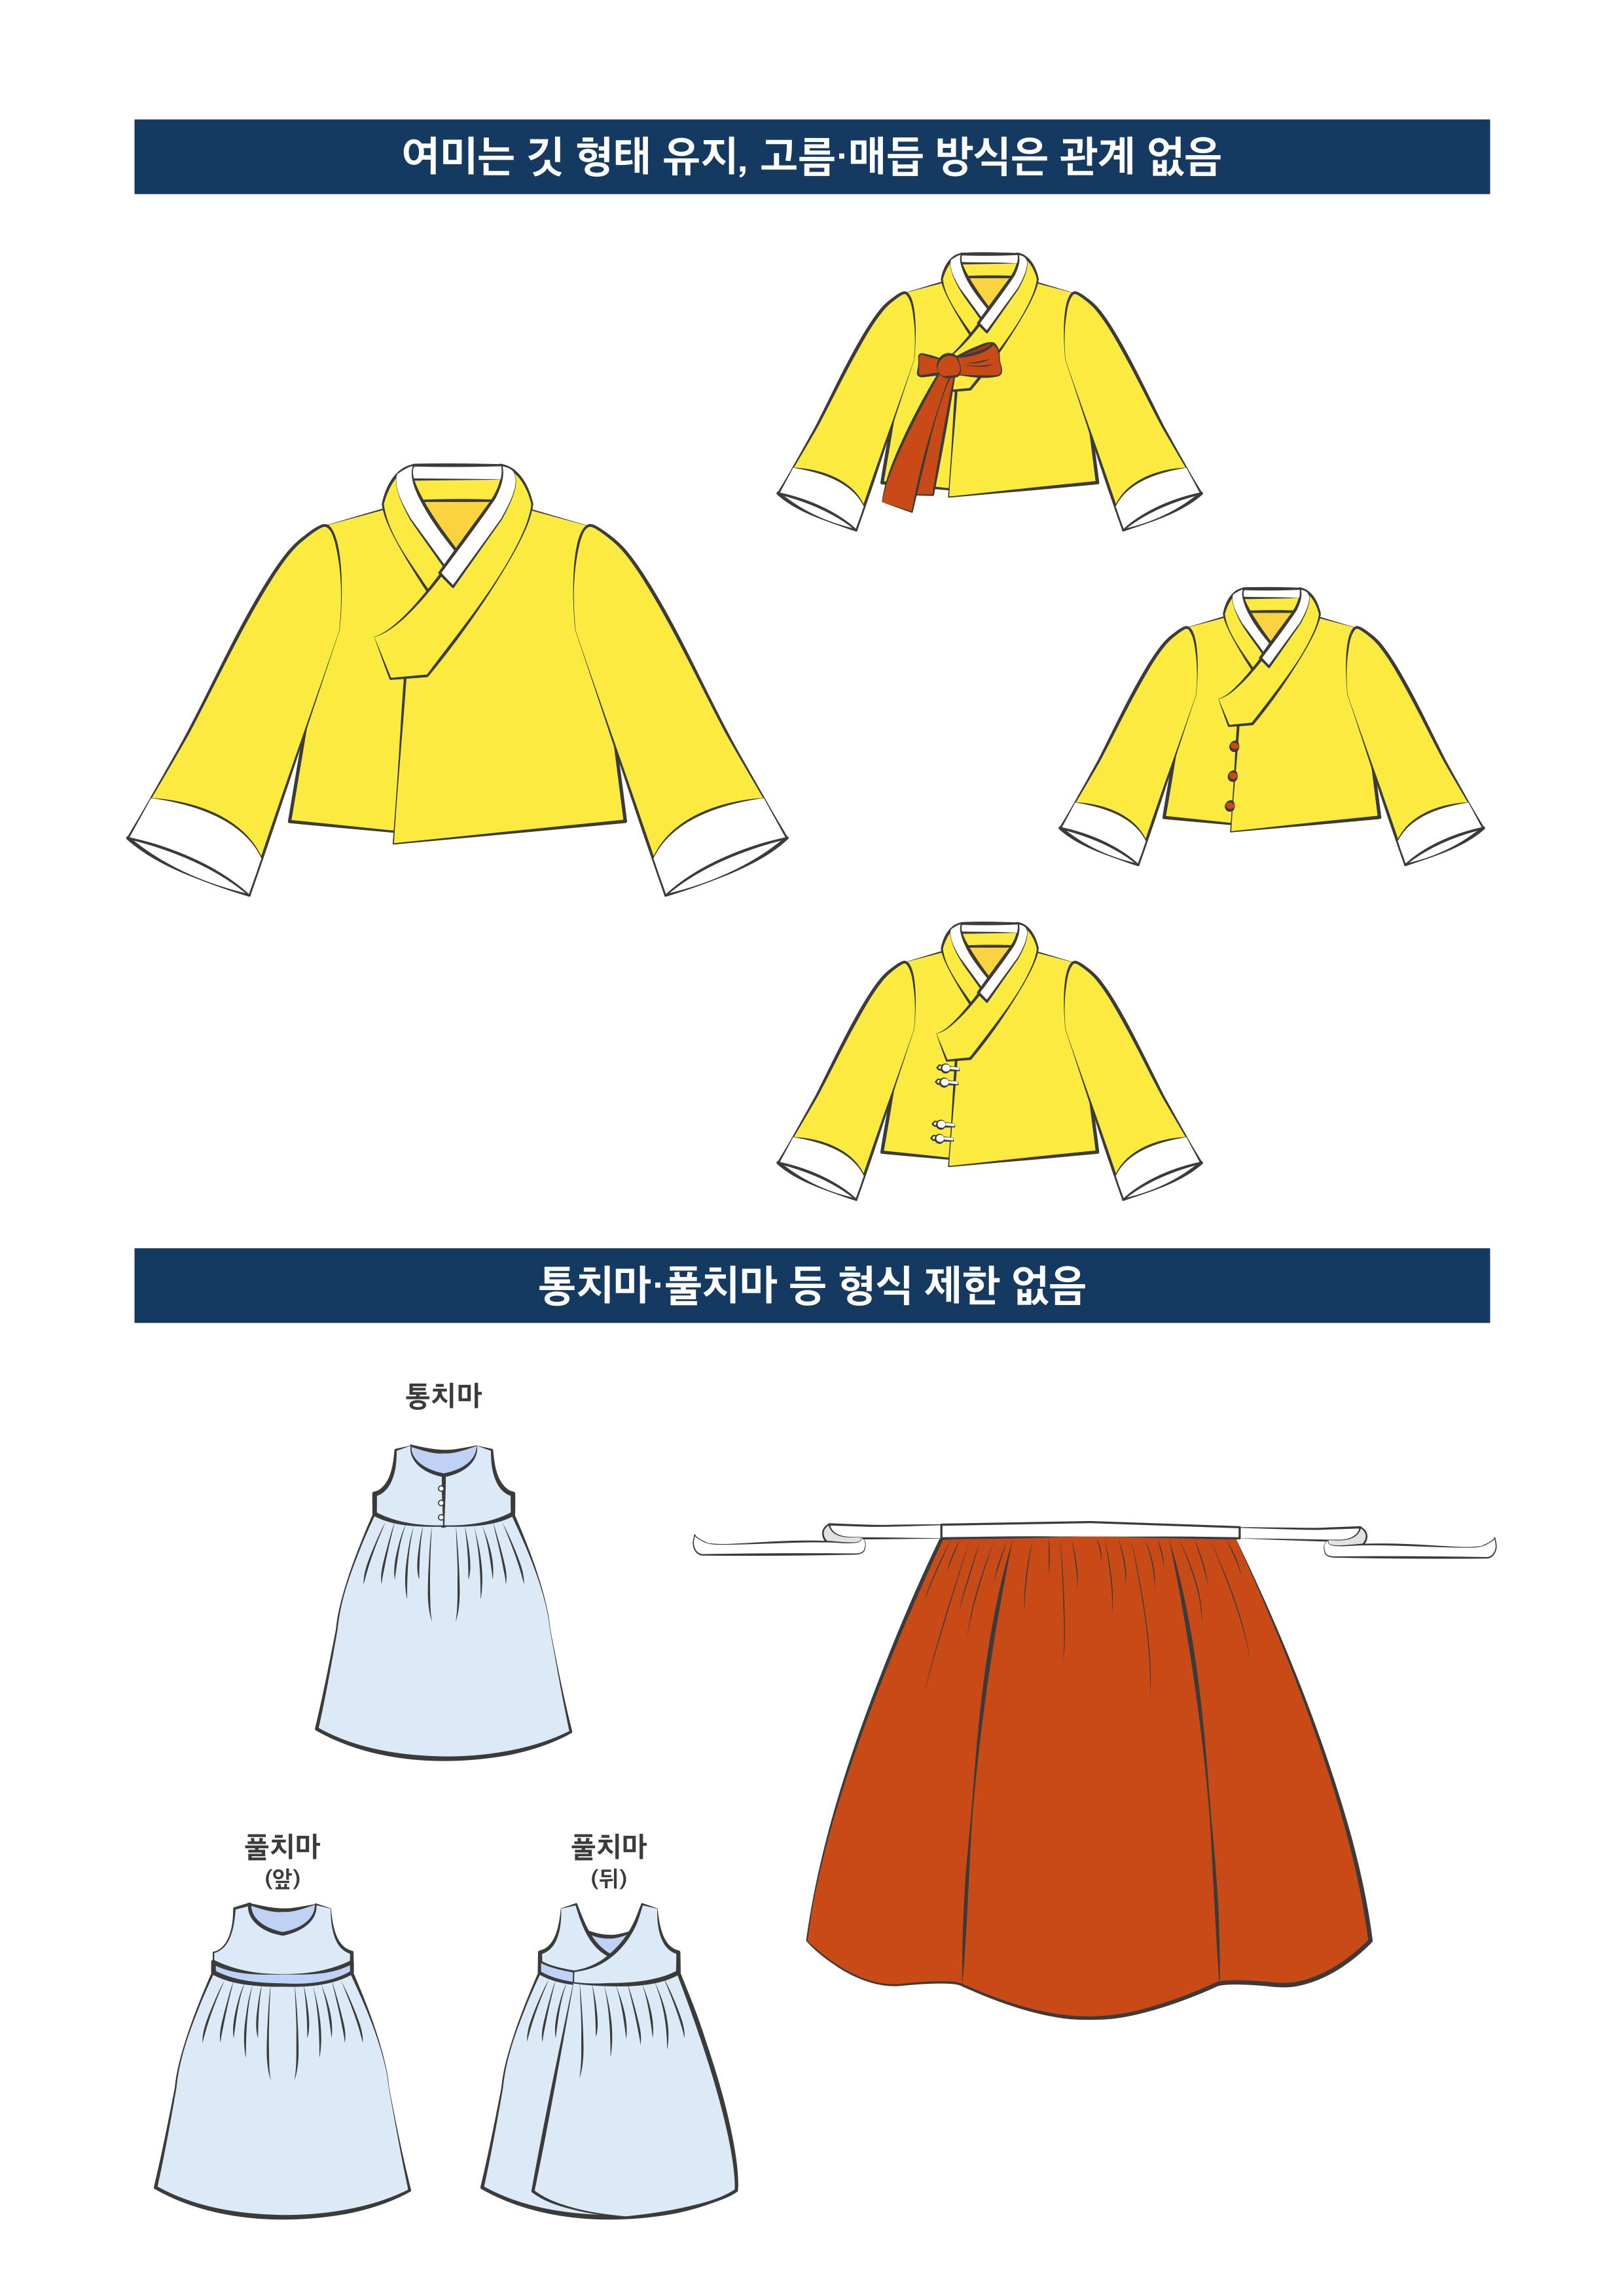 여미는 깃 형태 유지, 고름·매듭 방식은 관계 없음
통치마·풀치마 등 형식 제한 없음
통치마
풀치마
(앞)
풀치마
(뒤)